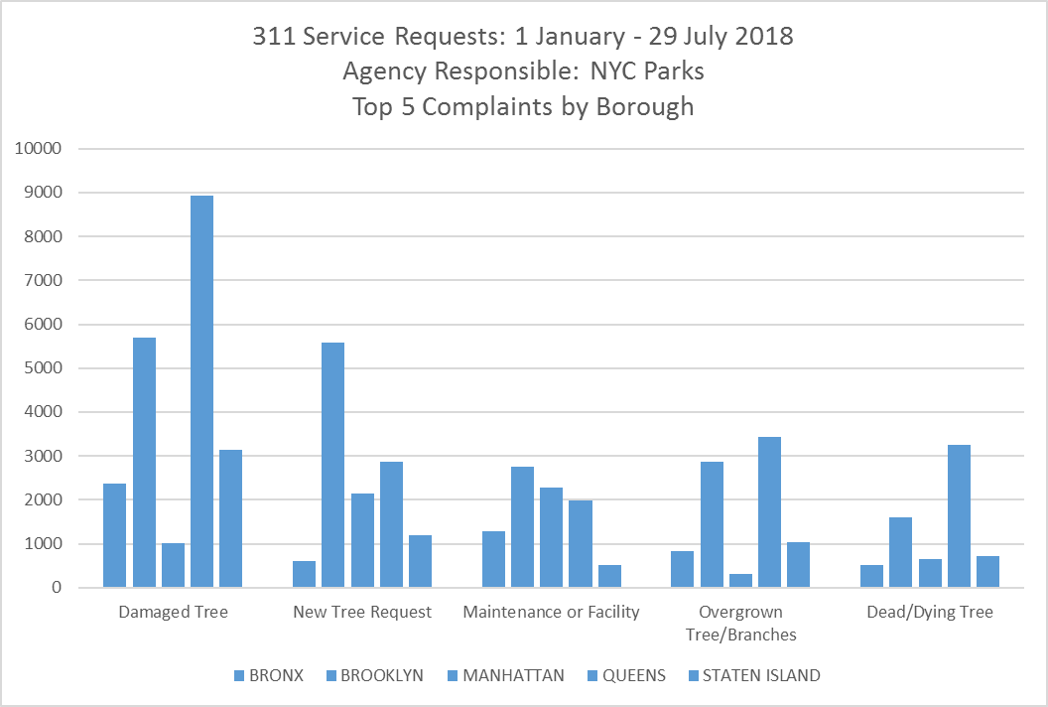 311 Service Requests: 1 January - 29 July 2018
Agency Responsible: NYC Parks
Top 5 Complaints by Borough
10000
9000
8000
7000
6000
5000
4000
3000
2000
1000
0
Damaged Tree
New Tree Request
Maintenance or Facility
Overgrown
Tree/Branches
Dead/Dying Tree
BRONX
BROOKLYN
MANHATTAN
QUEENS
STATEN ISLAND